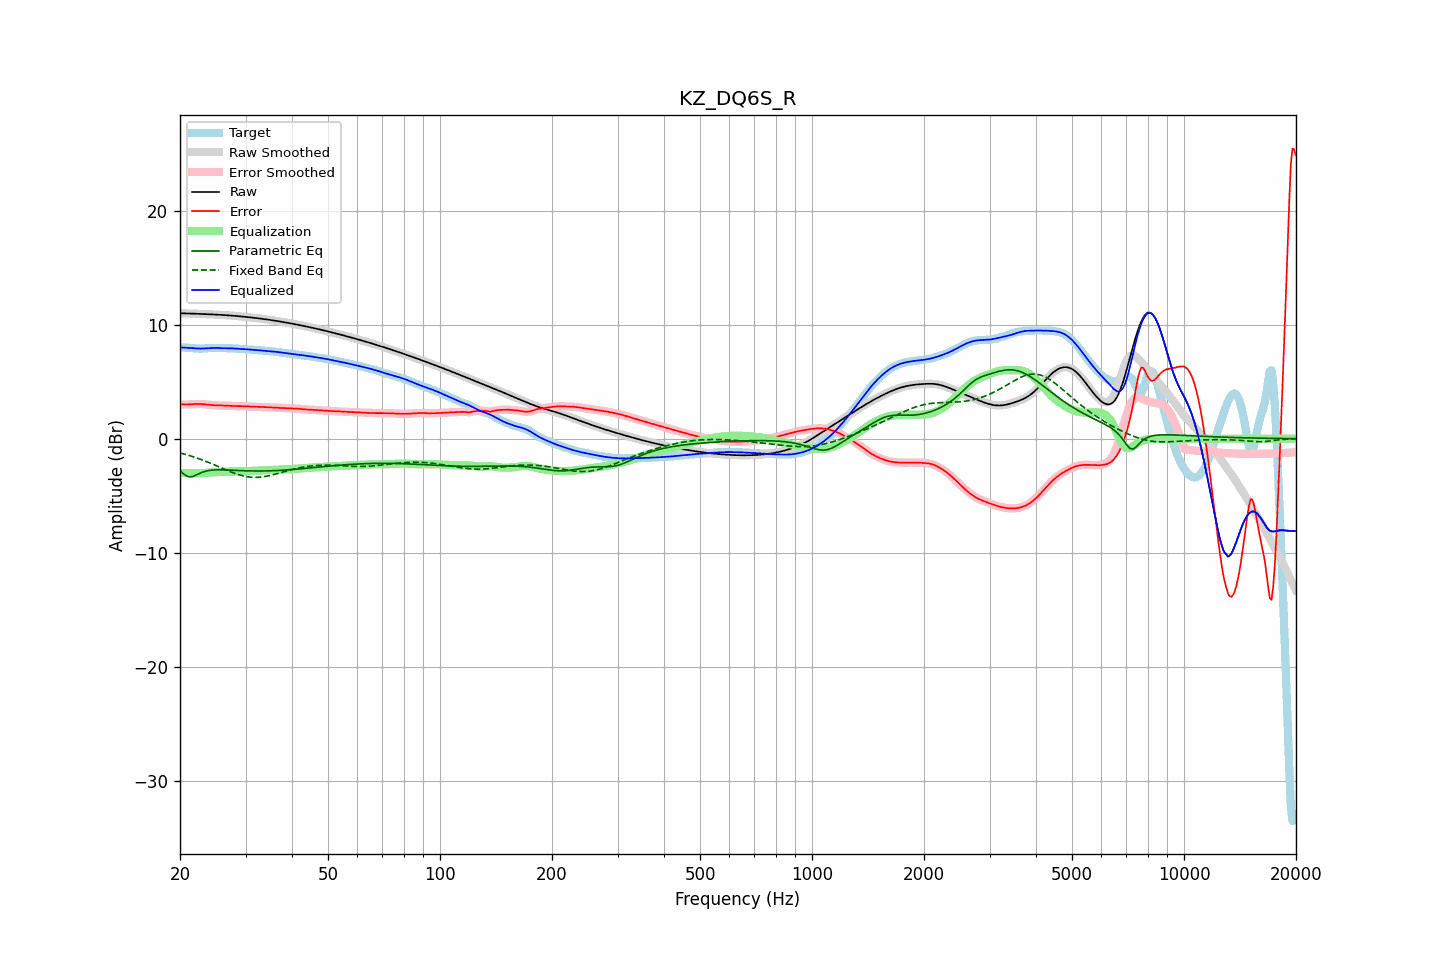 KZ_DQ6S_R
Target
Raw Smoothed
Error Smoothed
Raw
Error
Equalization
Parametric Eq
Fixed Band Eq
Equalized
Amplitude (dBr)
20
10
0
−10
−20
−30
20 50 100 200 500 1000 2000 5000 10000 20000
Frequency (Hz)